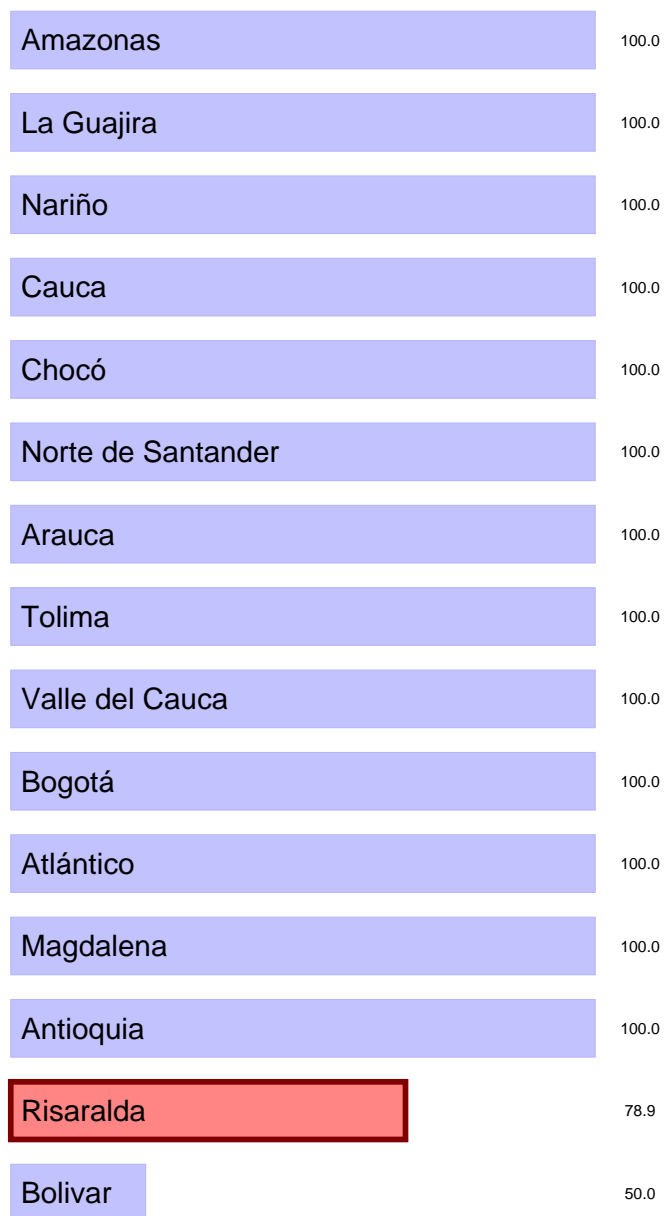 Amazonas 100.0
La Guajira 100.0
Nariño 100.0
Cauca 100.0
Chocó 100.0
Norte de Santander 100.0
Arauca 100.0
Tolima 100.0
Valle del Cauca 100.0
Bogotá 100.0
Atlántico 100.0
Magdalena 100.0
Antioquia 100.0
Risaralda 78.9
Bolivar 50.0